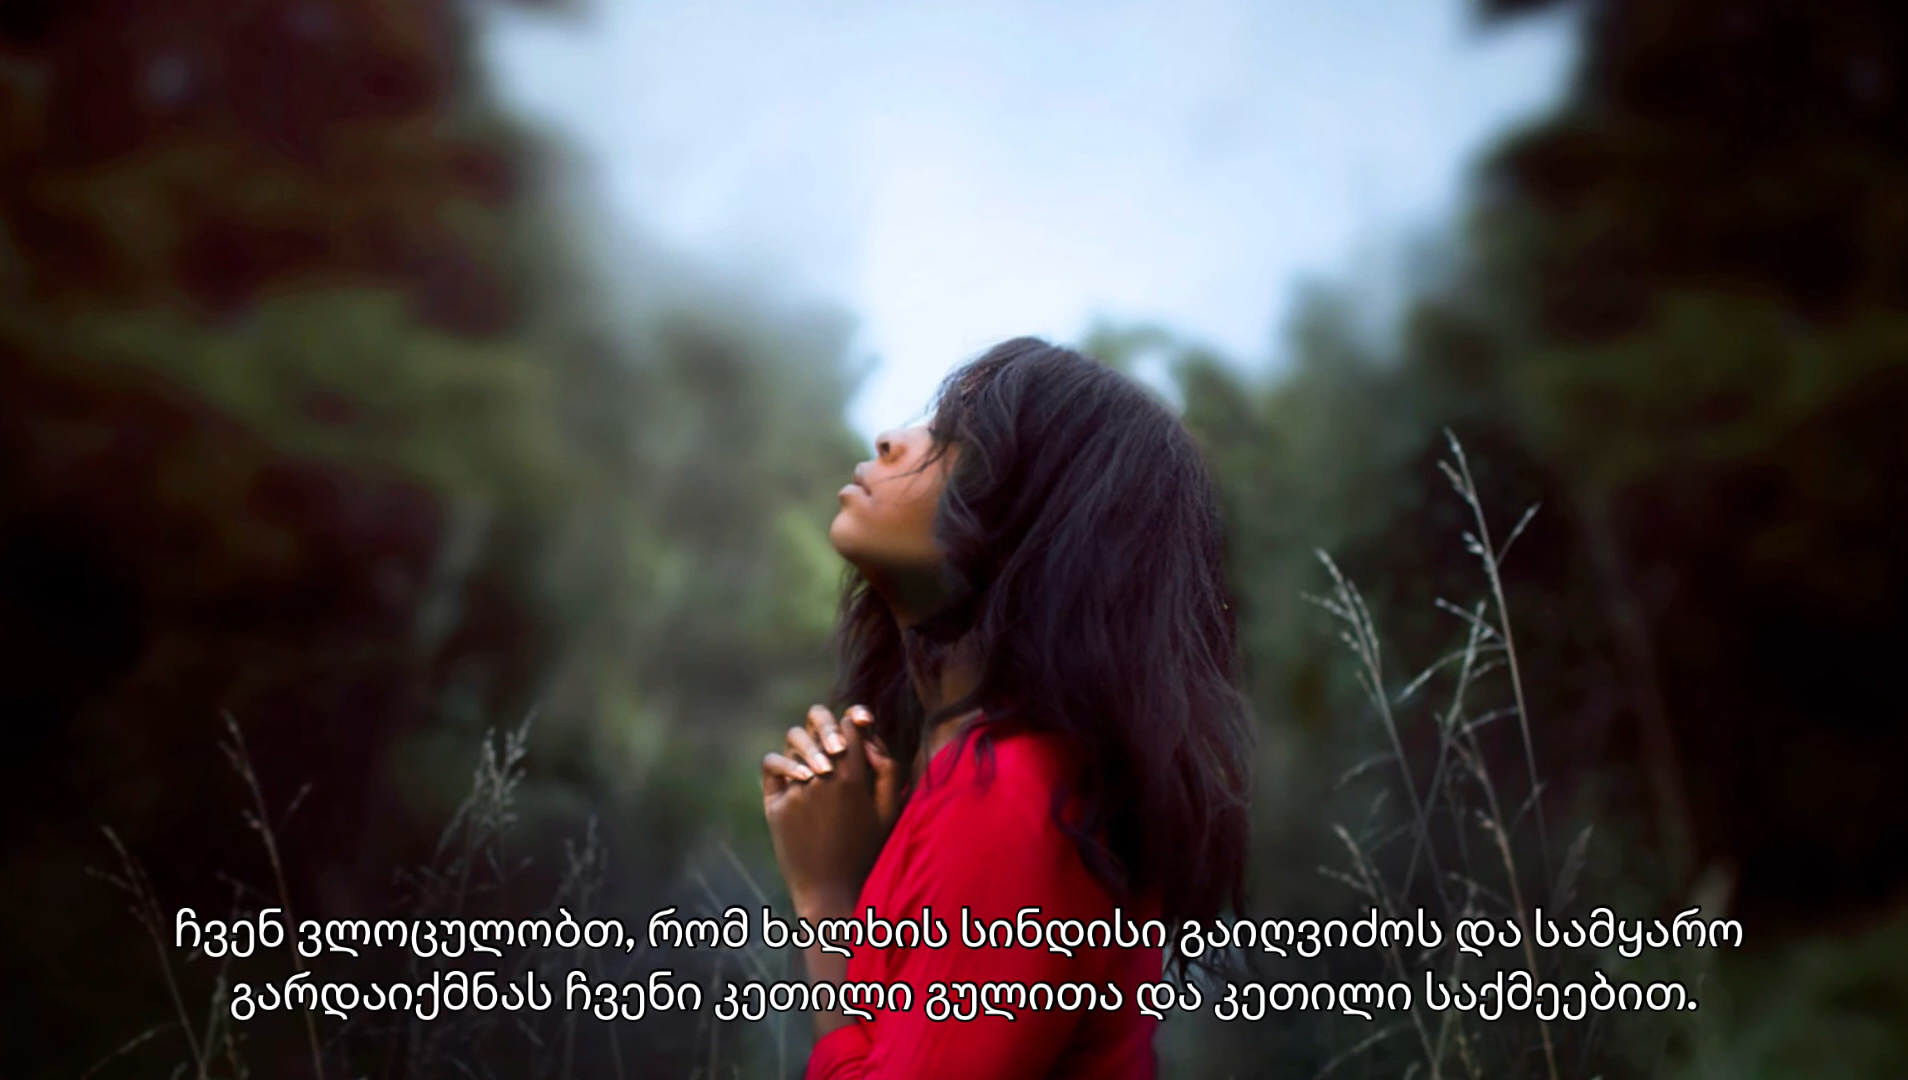 ჩვენ ვლოცულობთ, რომ ხალხის სინდისი გაიღვიძოს და სამყარო
გარდაიქმნას ჩვენი კეთილი გულითა და კეთილი საქმეებით.